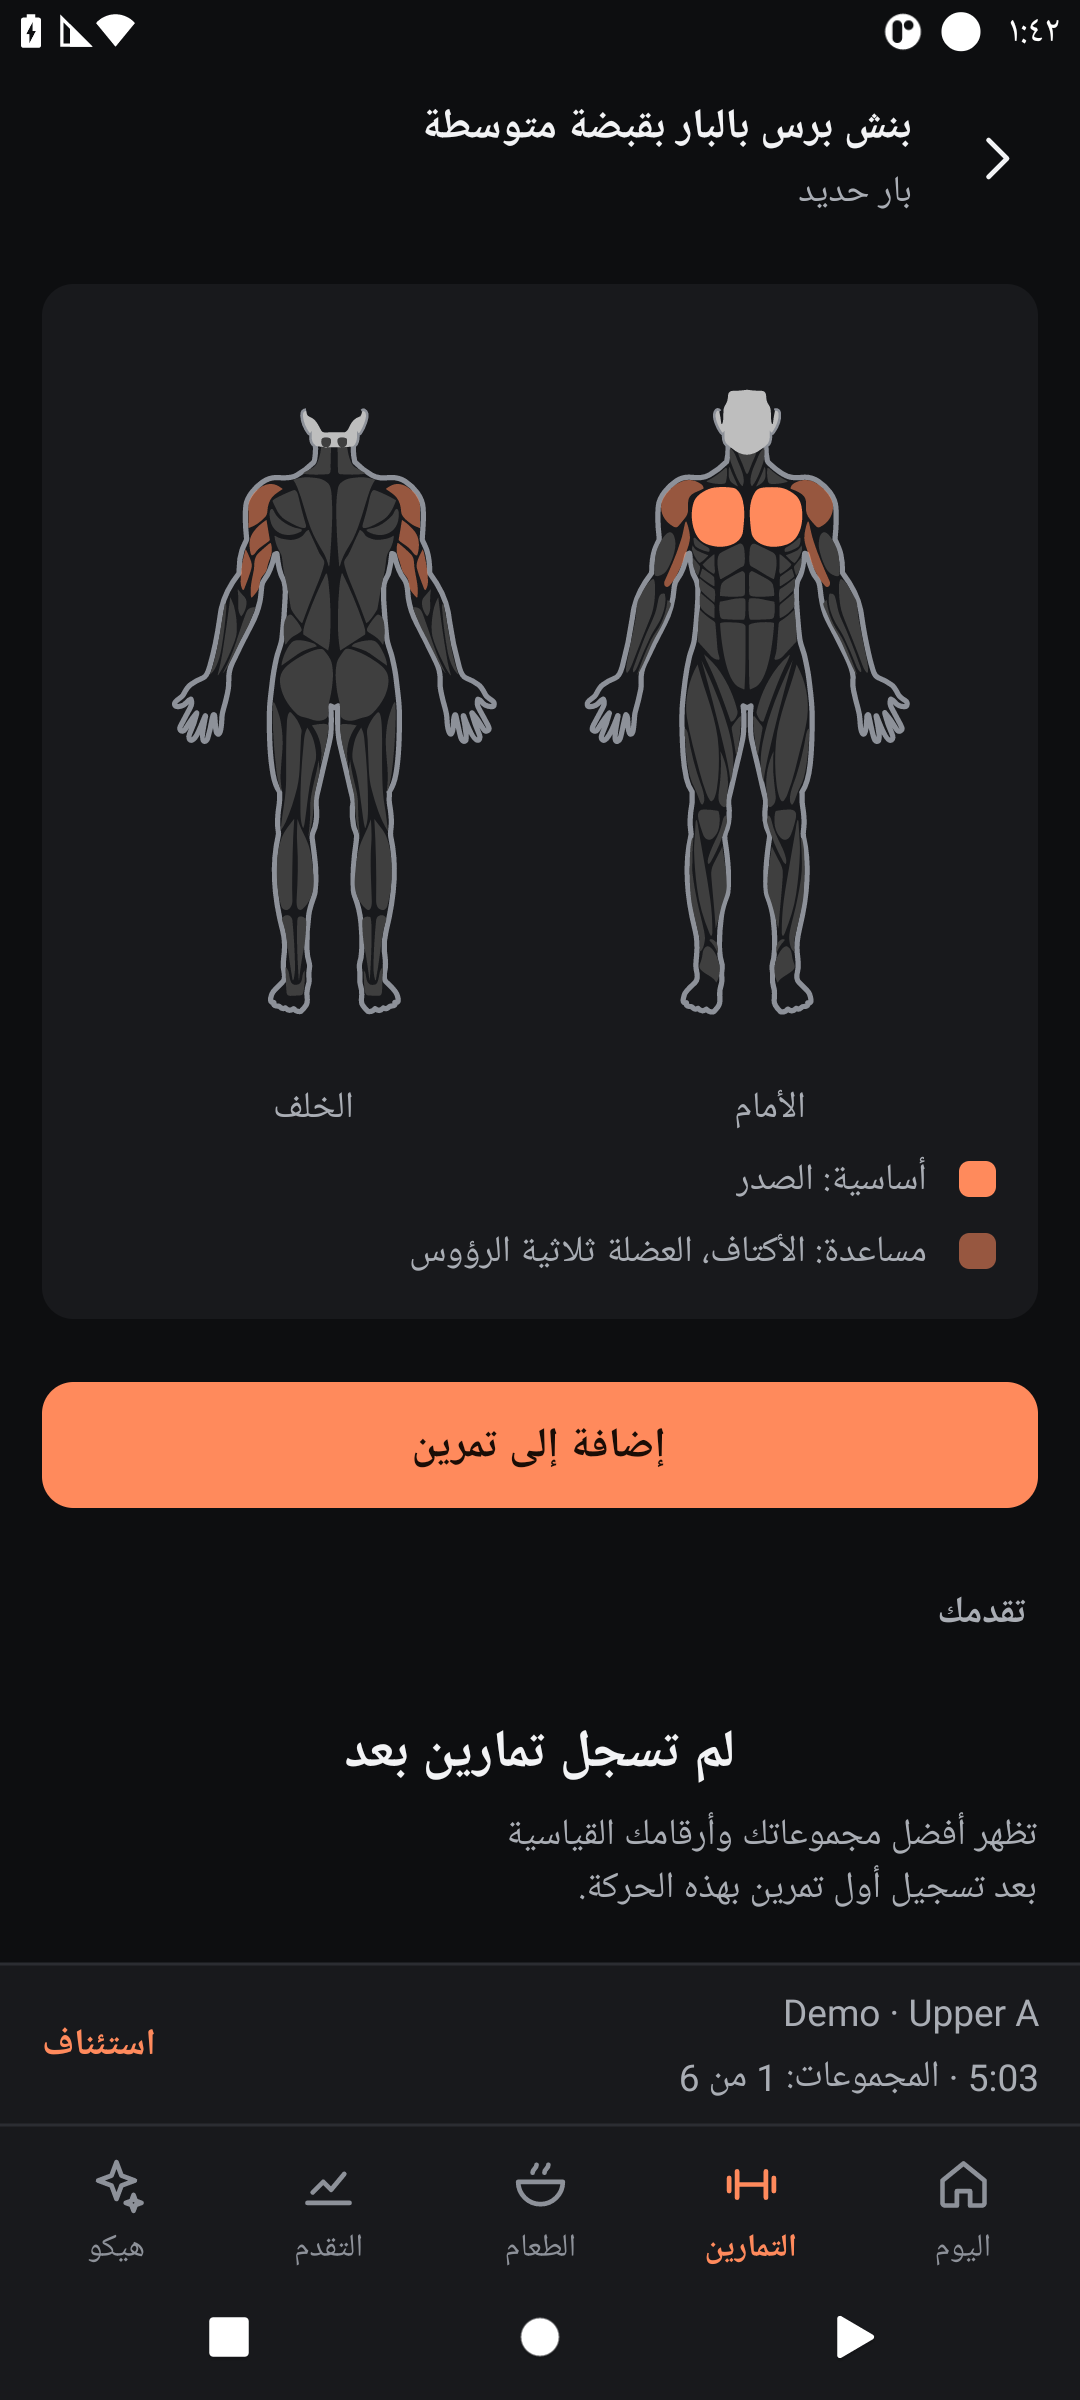 ١:٤٢
بنش برس بالبار بقبضة متوسطة
بار حديد
الأمام
الخلف
أساسية: الصدر
مساعدة: الأكتاف، العضلة ثلاثية الرؤوس
إضافة إلى تمرين
تقدمك
لم تسجل تمارين بعد
تظهر أفضل مجموعاتك وأرقامك القياسية
بعد تسجيل أول تمرين بهذه الحركة.
Demo · Upper A
5:03 · المجموعات: 1 من 6
استئناف
اليوم
التمارين
الطعام
التقدم
هيكو